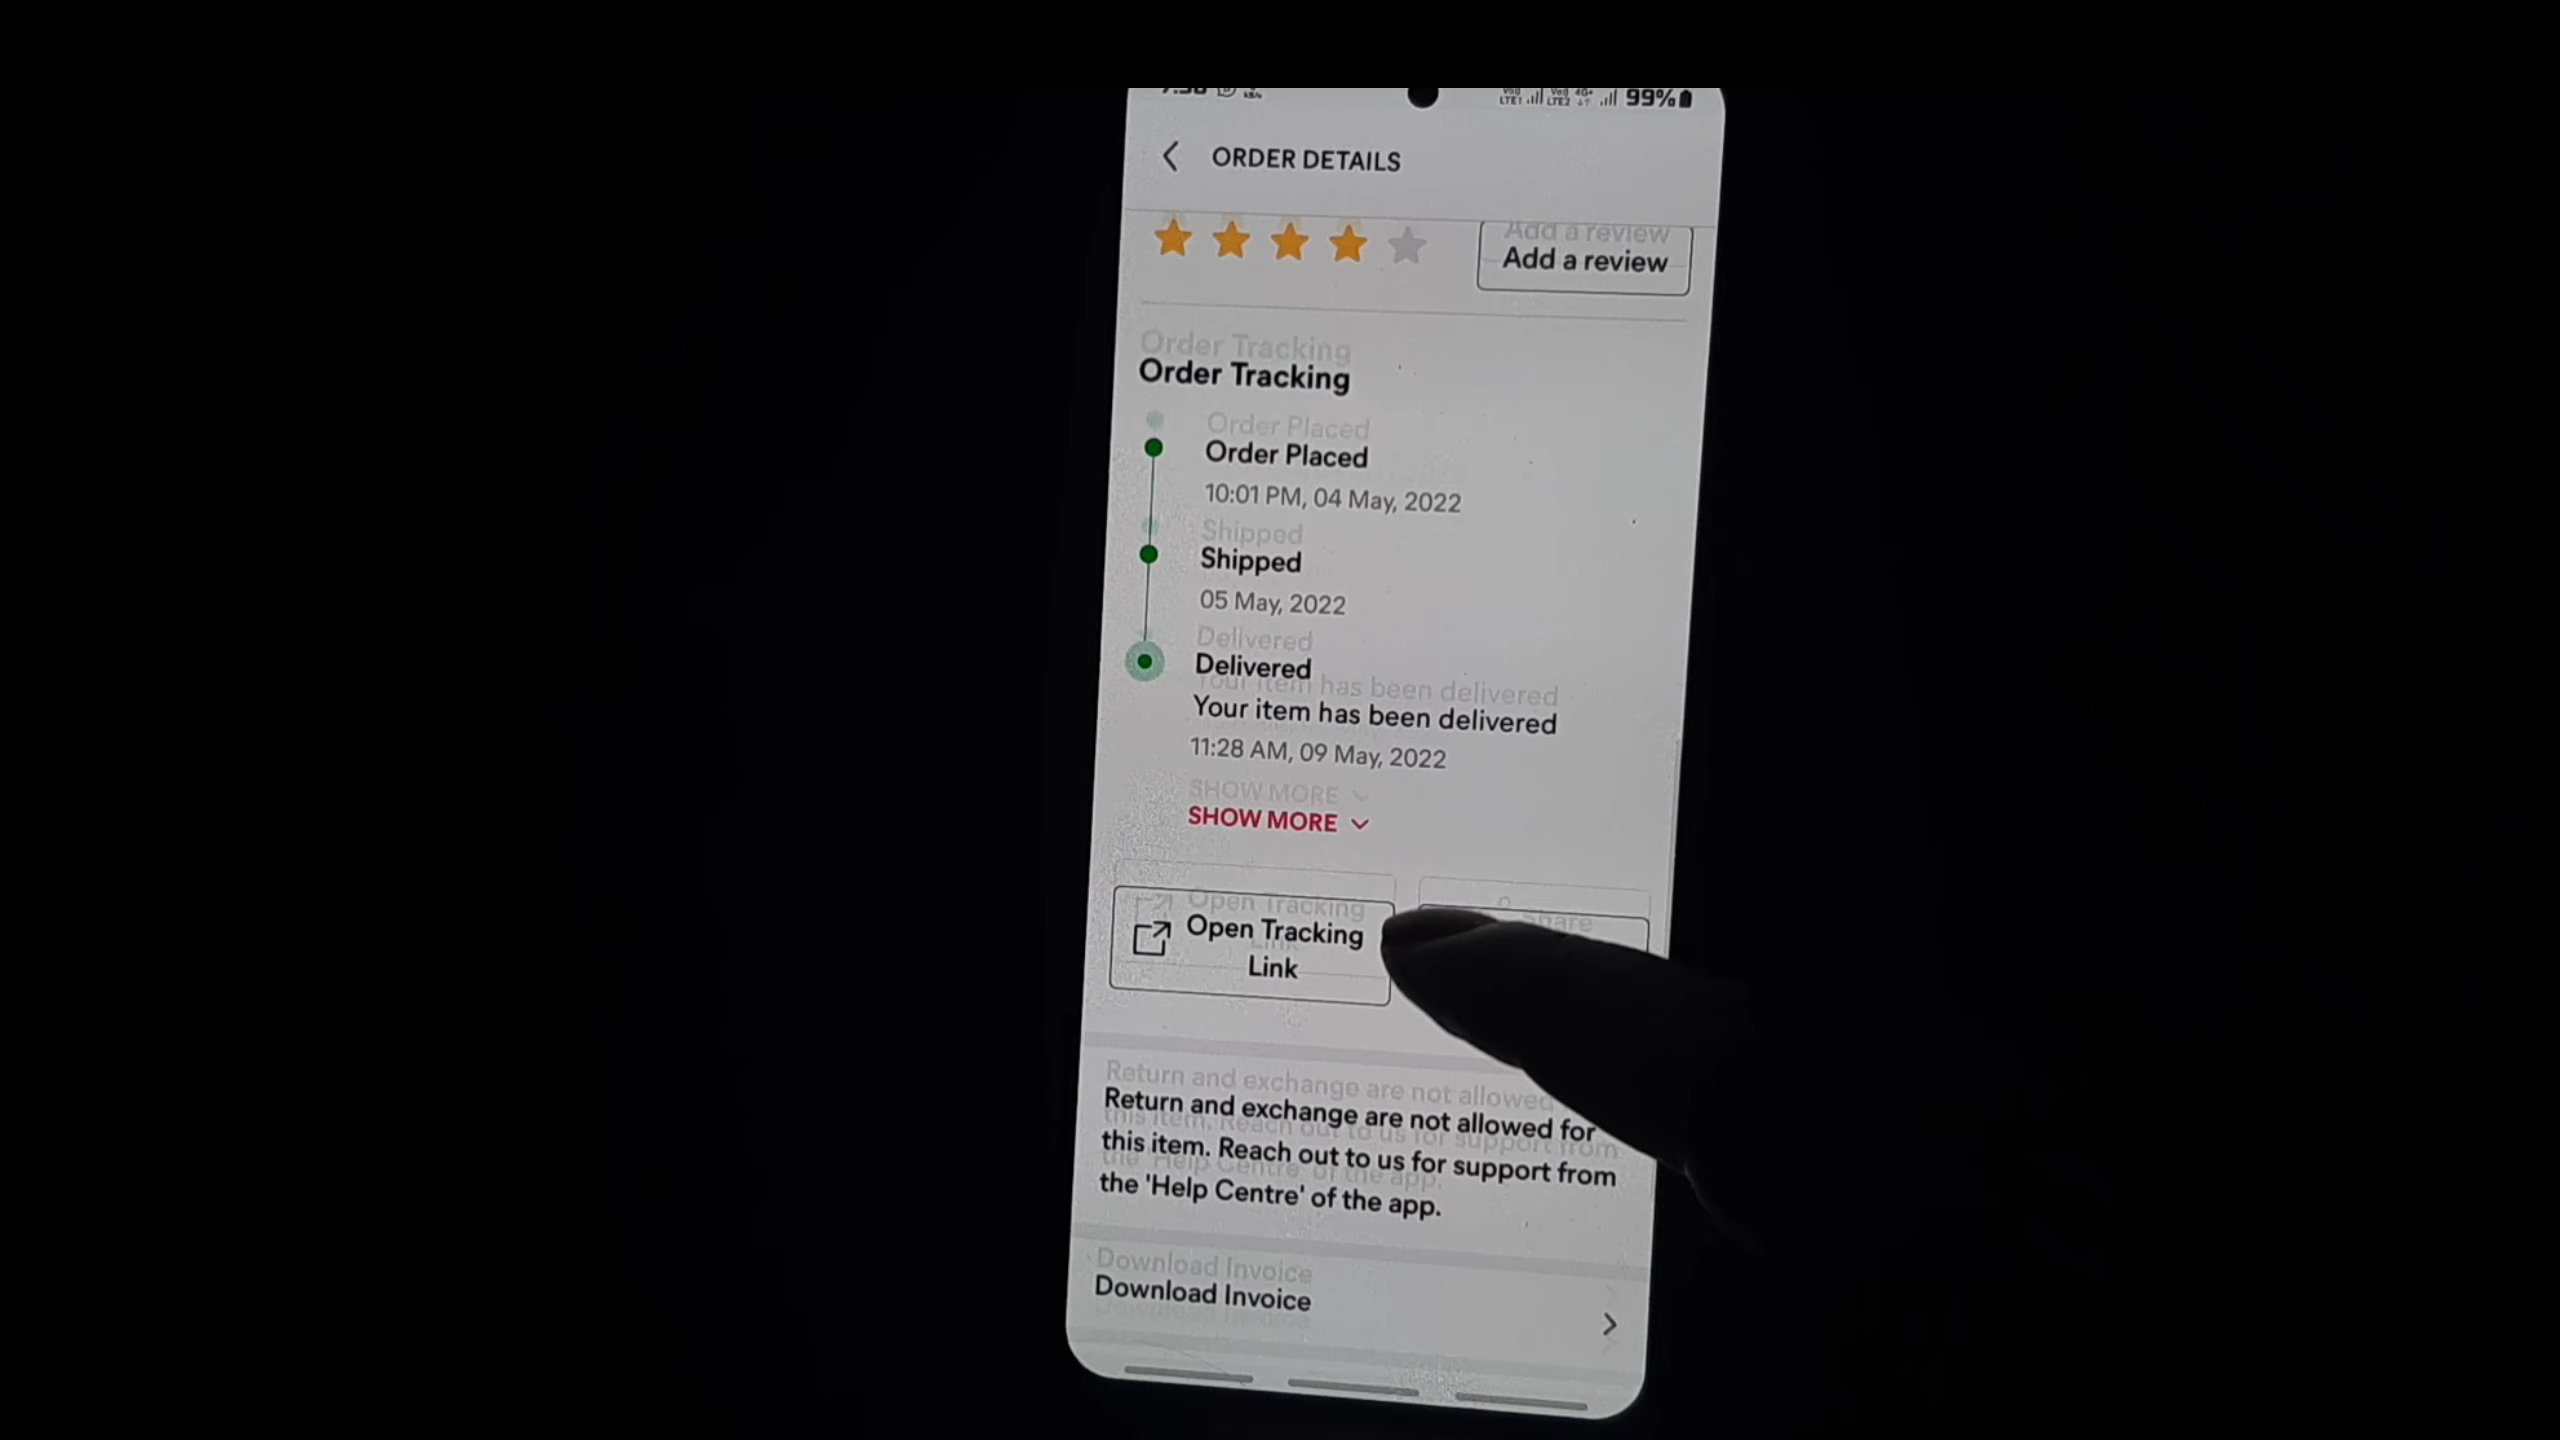 99%
ORDER DETAILS
Add a review
Order Tracking
Order Placed
10:01 PM, 04 May, 2022
Shipped
05 May, 2022
Delivered
Your item has been delivered
11:28 AM, 09 May, 2022
SHOW MORE
Open Tracking
Link
Share
Return and exchange are not allowed for
this item. Reach out to us for support from
the 'Help Centre' of the app.
Download Invoice